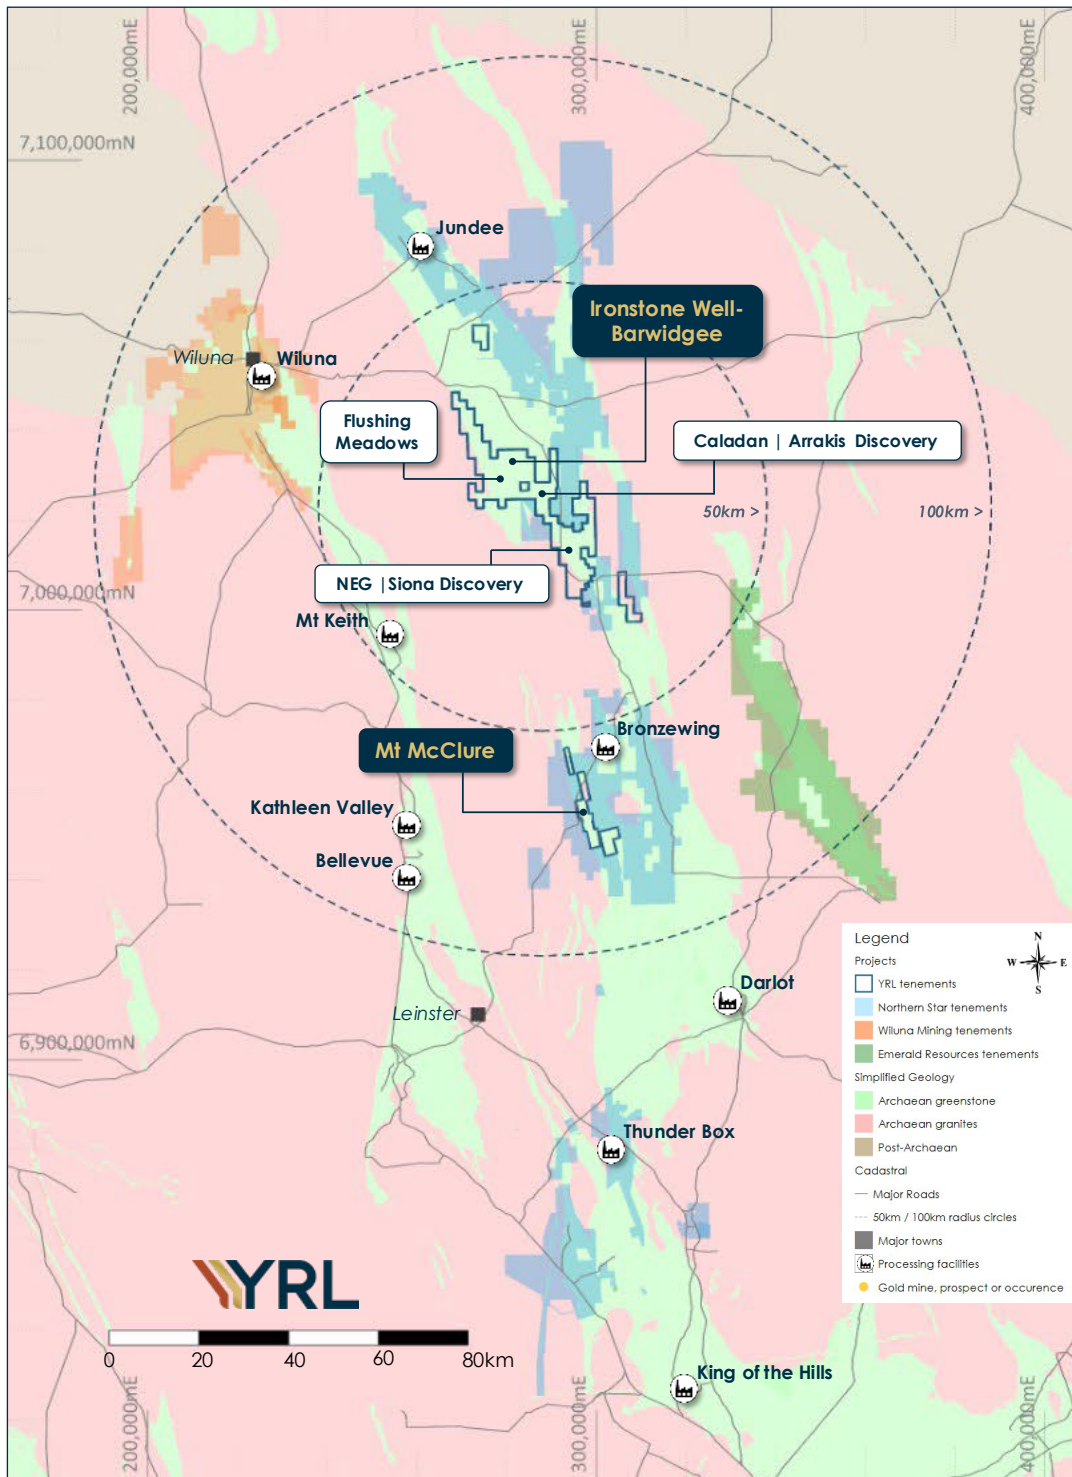 200,000mE
300,000mE
400,000mE
7,100,000mN
Jundee
Ironstone Well-
Barwidgee
Wiluna
Wiluna
Flushing
Meadows
Caladan | Arrakis Discovery
50km >
100km >
NEG |Siona Discovery
7,000,000mN
Mt Keith
Bronzewing
Mt McClure
Kathleen Valley
Bellevue
Darlot
Leinster
6,900,000mN
Thunder Box
King of the Hills
Legend
N
W
E
S
Projects
YRL tenements
Northern Star tenements
Wiluna Mining tenements
Emerald Resources tenements
Simplified Geology
Archaean greenstone
Archaean granites
Post-Archaean
Cadastral
Major Roads
50km / 100km radius circles
Major towns
Processing facilities
Gold mine, prospect or occurence
YRL
0 20 40 60 80km
200,000mE
300,000mE
400,000mE